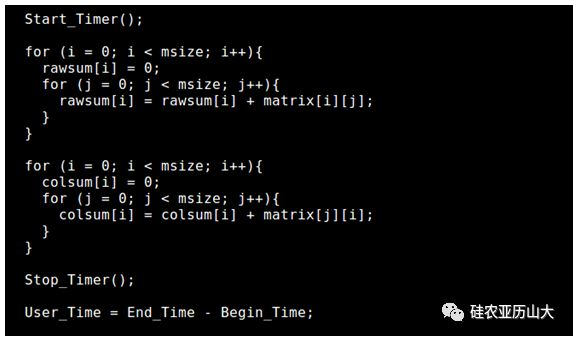 Start_Timer();
for (i = 0; i < msize; i++){
rawsum[i] = 0;
for (j = 0; j < msize; j++){
rawsum[i] = rawsum[i] + matrix[i][j];
}
}
for (i = 0; i < msize; i++){
colsum[i] = 0;
for (j = 0; j < msize; j++){
colsum[i] = colsum[i] + matrix[j][i];
}
}
Stop_Timer();
User_Time = End_Time - Begin_Time;
硅农亚历山大